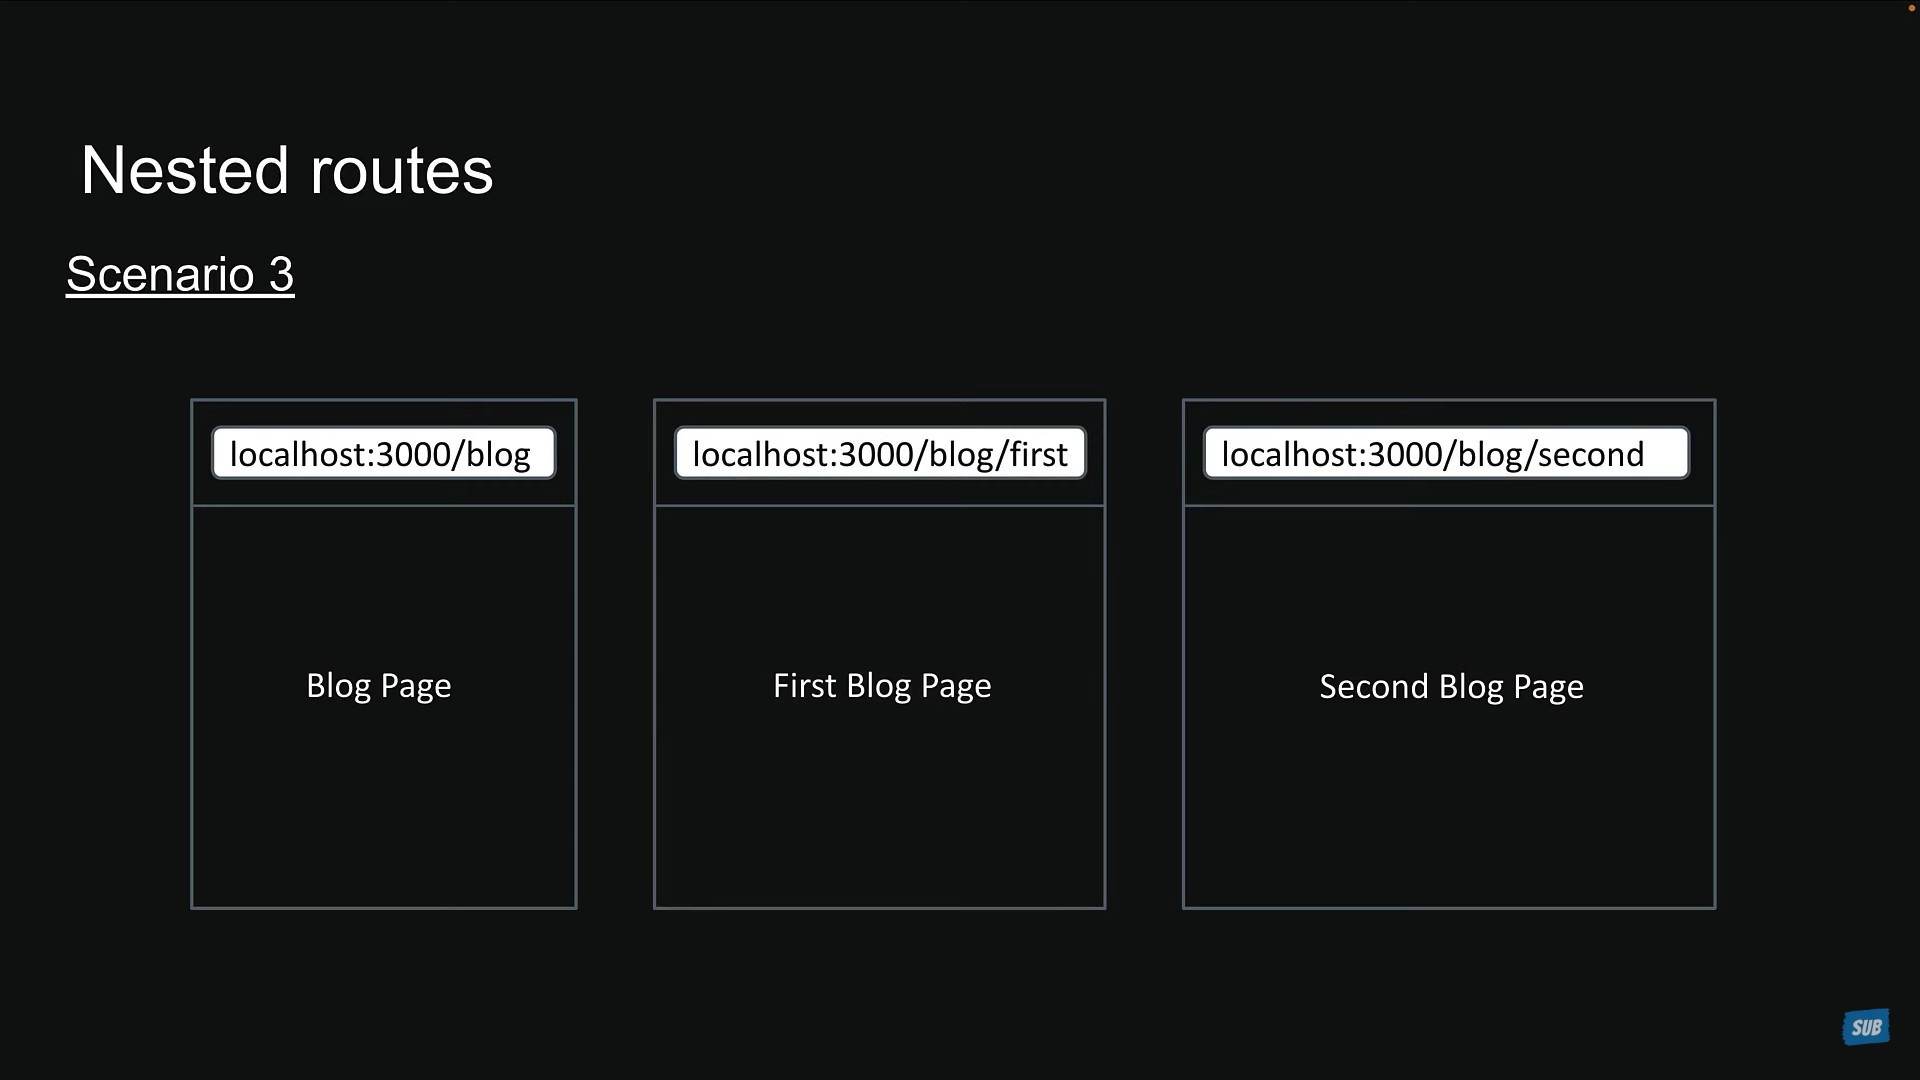 Nested routes
Scenario 3
localhost:3000/blog
localhost:3000/blog/first
localhost:3000/blog/second
Blog Page
First Blog Page
Second Blog Page
SUB